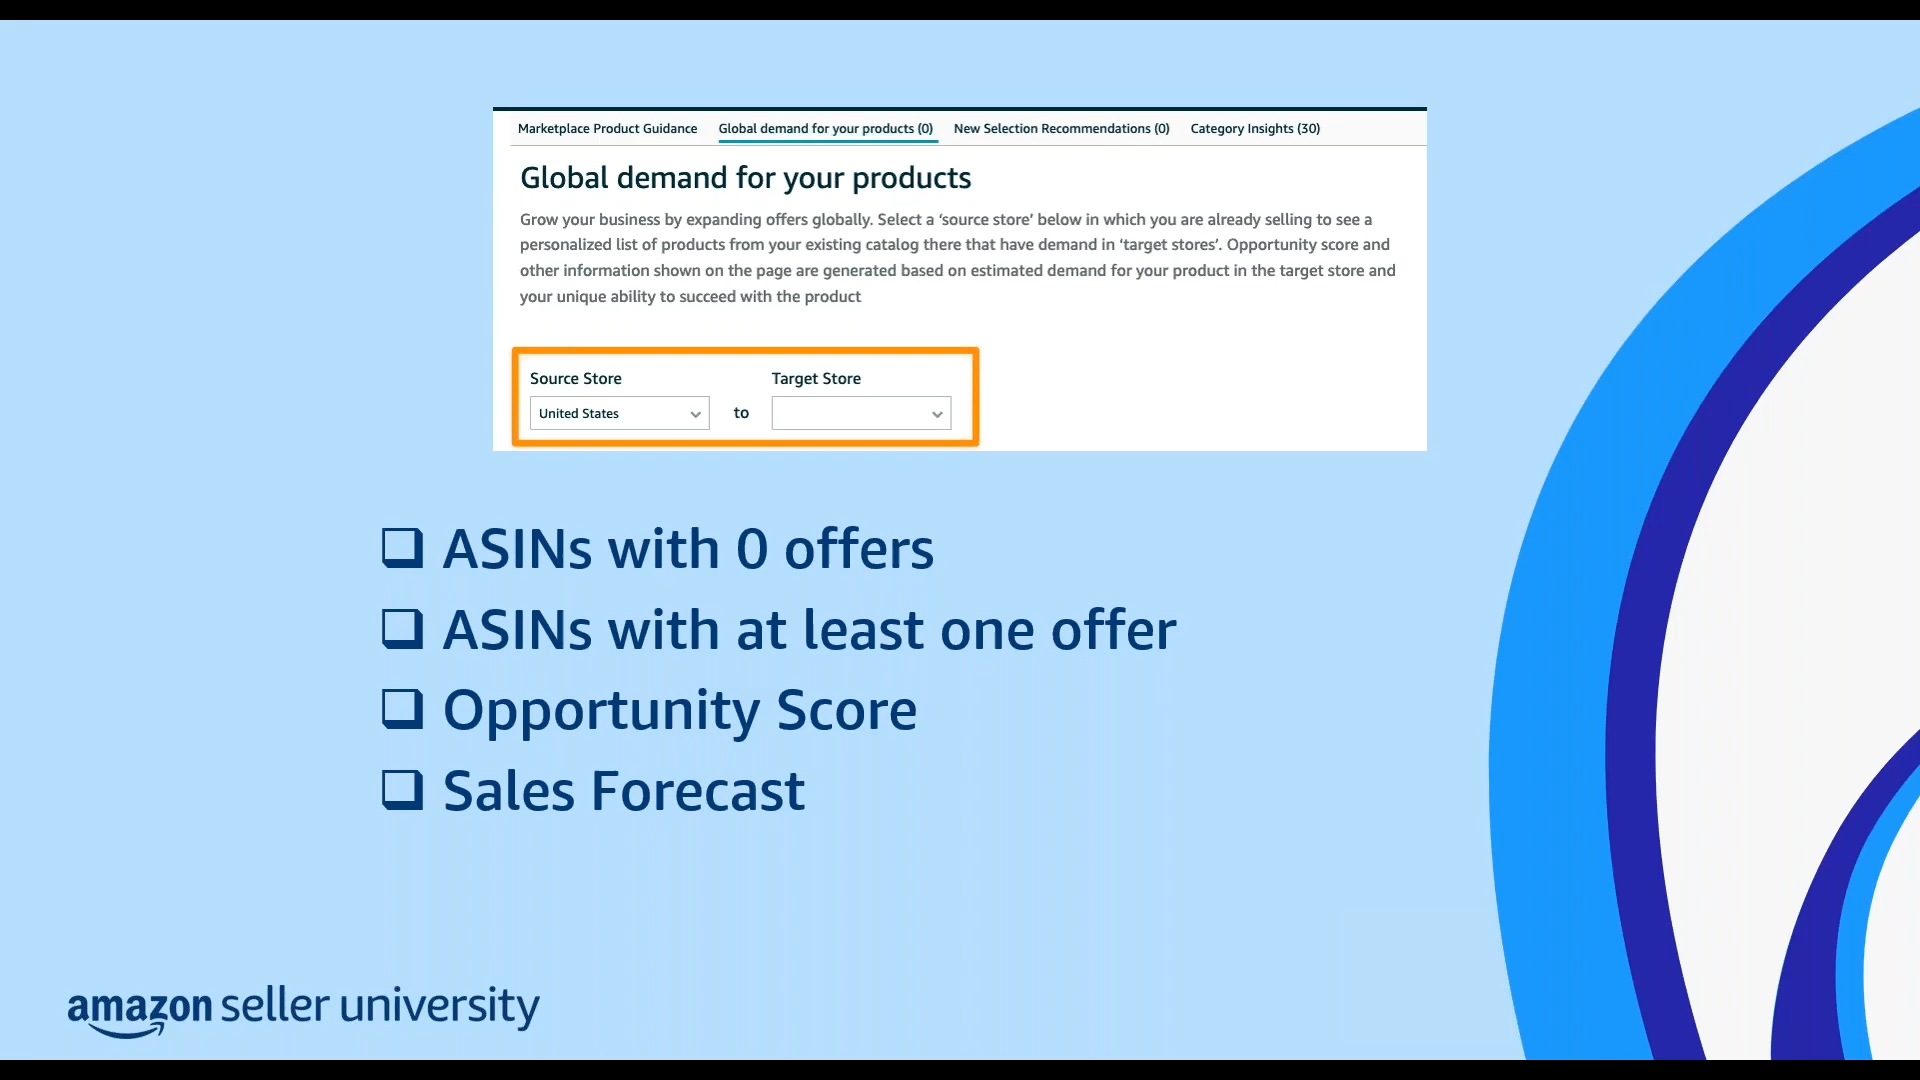 Marketplace Product Guidance Global demand for your products (0) New Selection Recommendations (0) Category Insights (30)
Global demand for your products
Grow your business by expanding offers globally. Select a ‘source store’ below in which you are already selling to see a
personalized list of products from your existing catalog there that have demand in ‘target stores’. Opportunity score and
other information shown on the page are generated based on estimated demand for your product in the target store and
your unique ability to succeed with the product
Source Store Target Store
United States to
ASINs with 0 offers
ASINs with at least one offer
Opportunity Score
Sales Forecast
amazon seller university